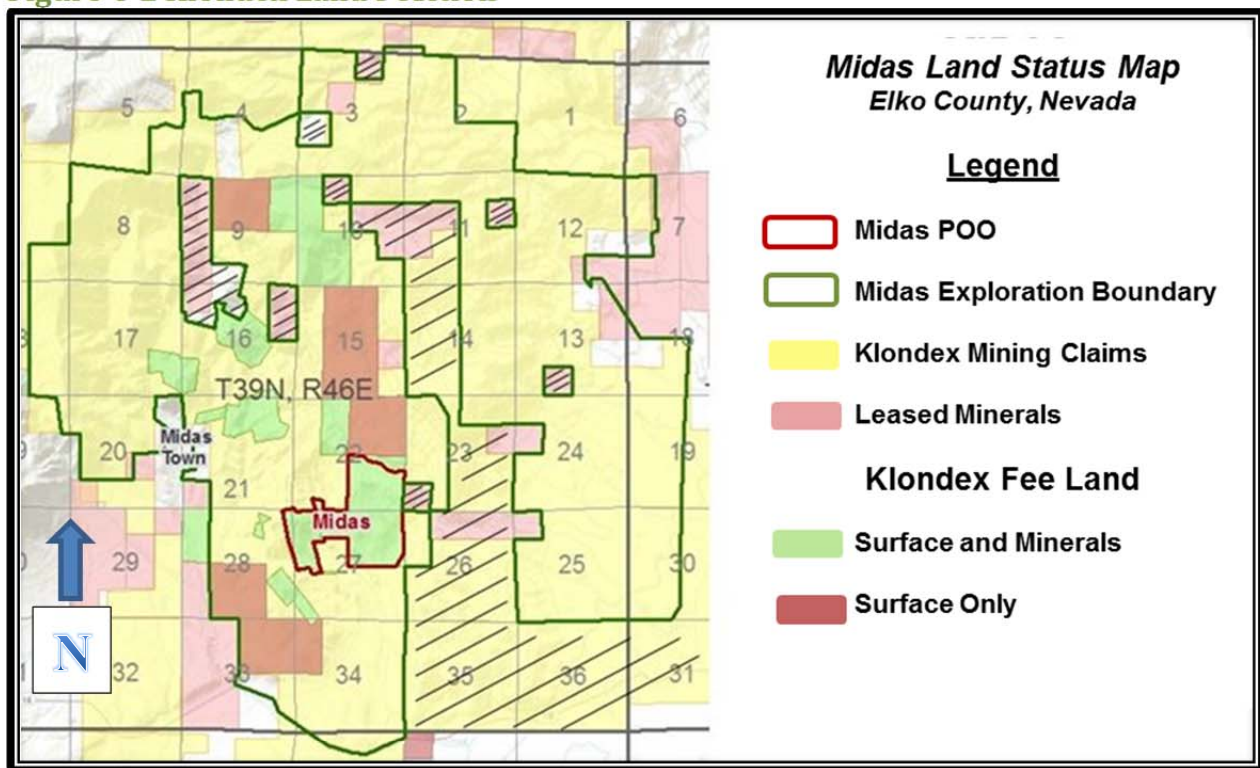 Midas Land Status Map
Elko County, Nevada
Legend
Midas POO
Midas Exploration Boundary
Klondex Mining Claims
Leased Minerals
Klondex Fee Land
Surface and Minerals
Surface Only
5 4 3 2 1 6
8 9 10 11 12 7
17 16 15 14 13 18
T39N, R46E
Midas
Town
20 22 23 24 19
21
Midas
29 28 27 26 25 30
32 33 34 35 36 31
N